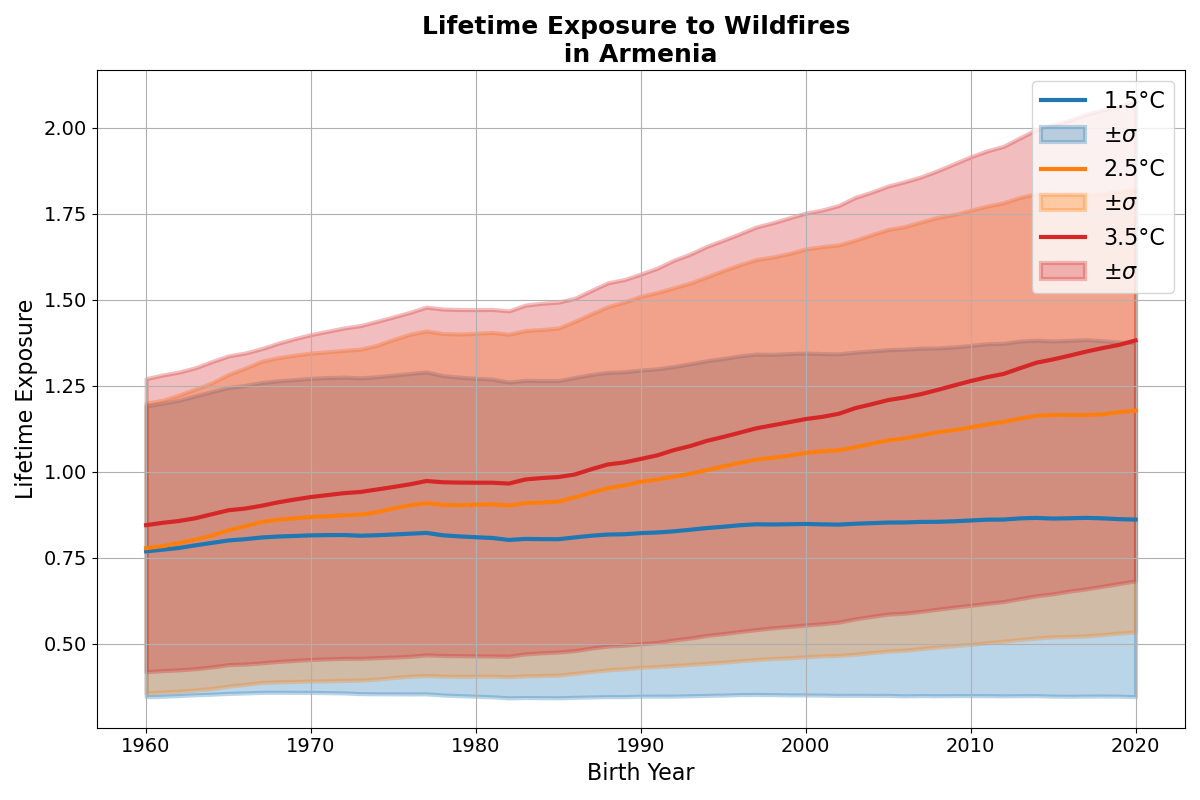 Lifetime Exposure to Wildfires
in Armenia
1.5°C
±σ
2.5°C
±σ
3.5°C
±σ
2.00
1.75
1.50
1.25
1.00
0.75
0.50
Lifetime Exposure
1960 1970 1980 1990 2000 2010 2020
Birth Year